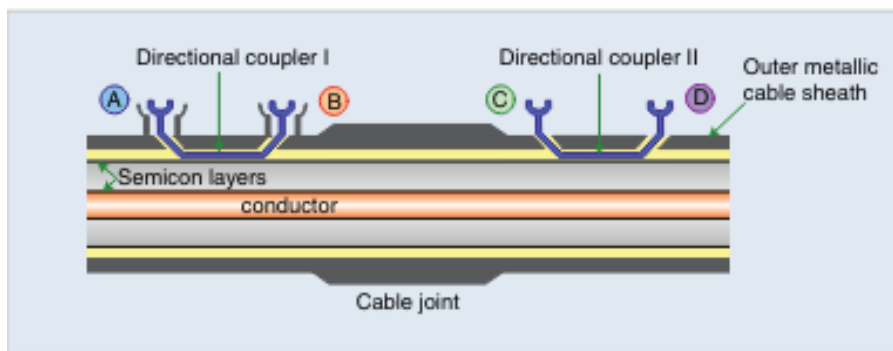 Directional coupler I
Directional coupler II
Outer metallic
cable sheath
A
B
C
D
Semicon layers
conductor
Cable joint